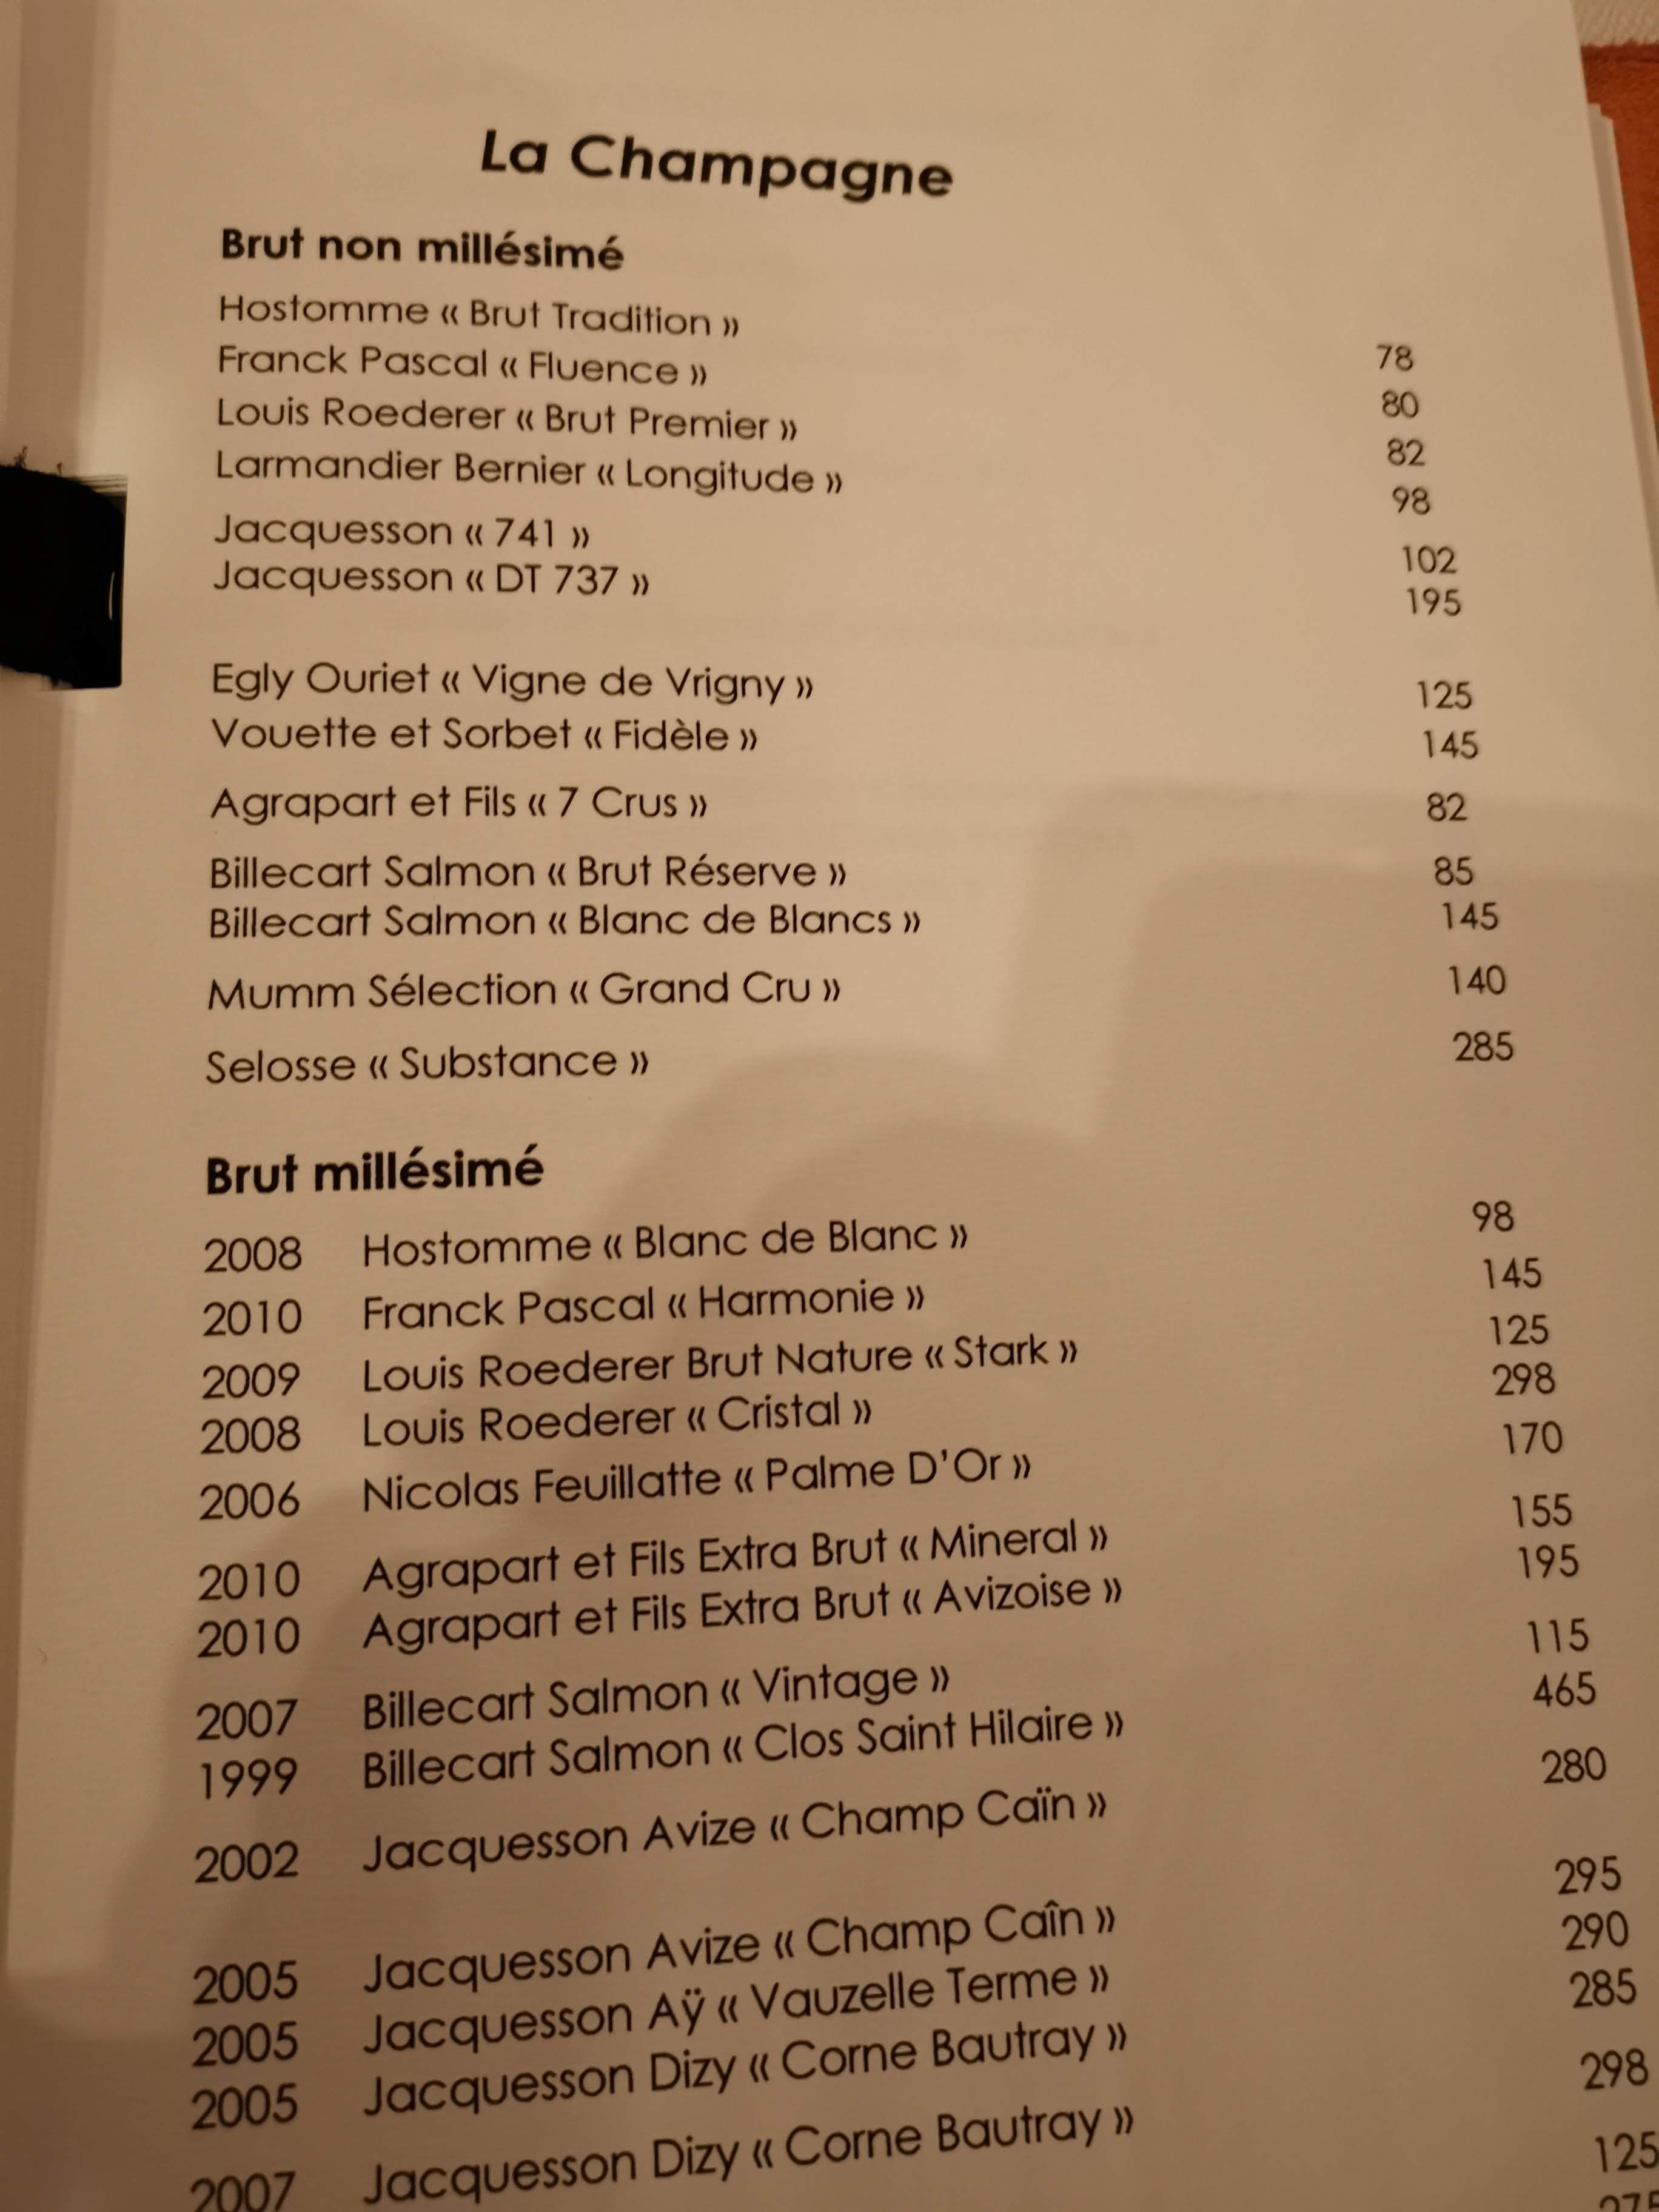 La Champagne
Brut non millésimé
Hostomme « Brut Tradition » 78
Franck Pascal « Fluence » 80
Louis Roederer « Brut Premier » 82
Larmandier Bernier « Longitude » 98
Jacquesson « 741 » 102
Jacquesson « DT 737 » 195
Egly Ouriet « Vigne de Vrigny » 125
Vouette et Sorbet « Fidèle » 145
Agrapart et Fils « 7 Crus » 82
Billecart Salmon « Brut Réserve » 85
Billecart Salmon « Blanc de Blancs » 145
Mumm Sélection « Grand Cru » 140
Selosse « Substance » 285
Brut millésimé
2008 Hostomme « Blanc de Blanc » 98
2010 Franck Pascal « Harmonie » 145
2009 Louis Roederer Brut Nature « Stark » 125
2008 Louis Roederer « Cristal » 298
2006 Nicolas Feuillatte « Palme D'Or » 170
2010 Agrapart et Fils Extra Brut « Mineral » 155
2010 Agrapart et Fils Extra Brut « Avizoise » 195
2007 Billecart Salmon « Vintage » 115
1999 Billecart Salmon « Clos Saint Hilaire » 465
2002 Jacquesson Avize « Champ Caïn » 280
2005 Jacquesson Avize « Champ Caîn » 295
2005 Jacquesson Aÿ « Vauzelle Terme » 290
2005 Jacquesson Dizy « Corne Bautray » 285
2007 Jacquesson Dizy « Corne Bautray » 298
125